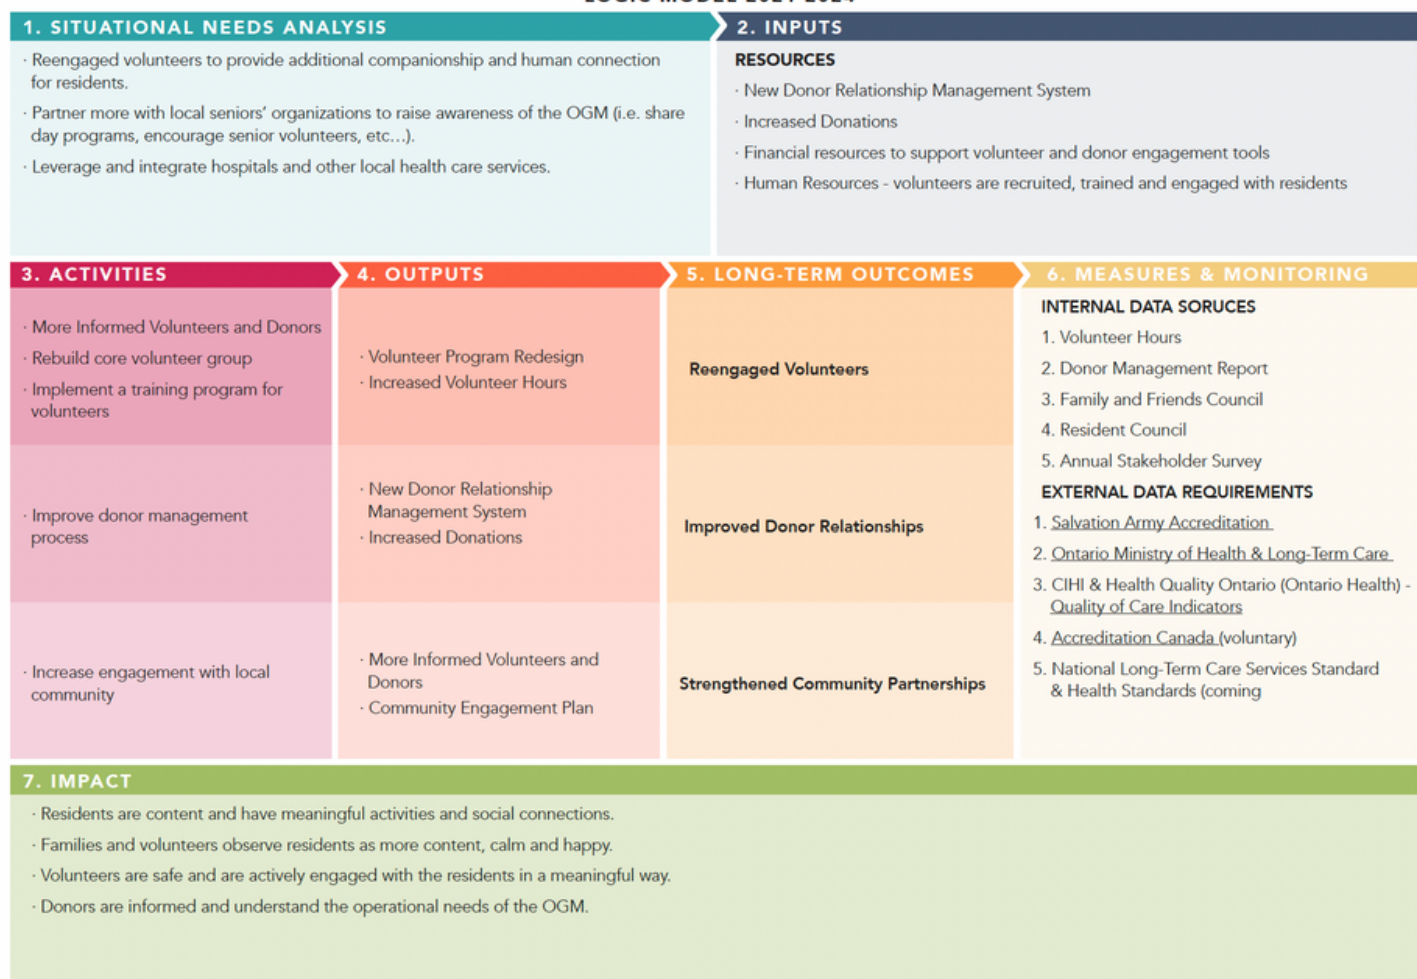 LOGIC MODEL 2021-2024
1. SITUATIONAL NEEDS ANALYSIS
· Reengaged volunteers to provide additional companionship and human connection
for residents.
· Partner more with local seniors' organizations to raise awareness of the OGM (i.e. share
day programs, encourage senior volunteers, etc...).
· Leverage and integrate hospitals and other local health care services.
2. INPUTS
RESOURCES
· New Donor Relationship Management System
· Increased Donations
· Financial resources to support volunteer and donor engagement tools
· Human Resources - volunteers are recruited, trained and engaged with residents
3. ACTIVITIES
· More Informed Volunteers and Donors
· Rebuild core volunteer group
· Implement a training program for
volunteers
· Improve donor management
process
· Increase engagement with local
community
4. OUTPUTS
· Volunteer Program Redesign
· Increased Volunteer Hours
· New Donor Relationship
Management System
· Increased Donations
· More Informed Volunteers and
Donors
· Community Engagement Plan
5. LONG-TERM OUTCOMES
Reengaged Volunteers
Improved Donor Relationships
Strengthened Community Partnerships
6. MEASURES & MONITORING
INTERNAL DATA SORUCES
1. Volunteer Hours
2. Donor Management Report
3. Family and Friends Council
4. Resident Council
5. Annual Stakeholder Survey
EXTERNAL DATA REQUIREMENTS
1. Salvation Army Accreditation
2. Ontario Ministry of Health & Long-Term Care
3. CIHI & Health Quality Ontario (Ontario Health) -
Quality of Care Indicators
4. Accreditation Canada (voluntary)
5. National Long-Term Care Services Standard
& Health Standards (coming
7. IMPACT
· Residents are content and have meaningful activities and social connections.
· Families and volunteers observe residents as more content, calm and happy.
· Volunteers are safe and are actively engaged with the residents in a meaningful way.
· Donors are informed and understand the operational needs of the OGM.